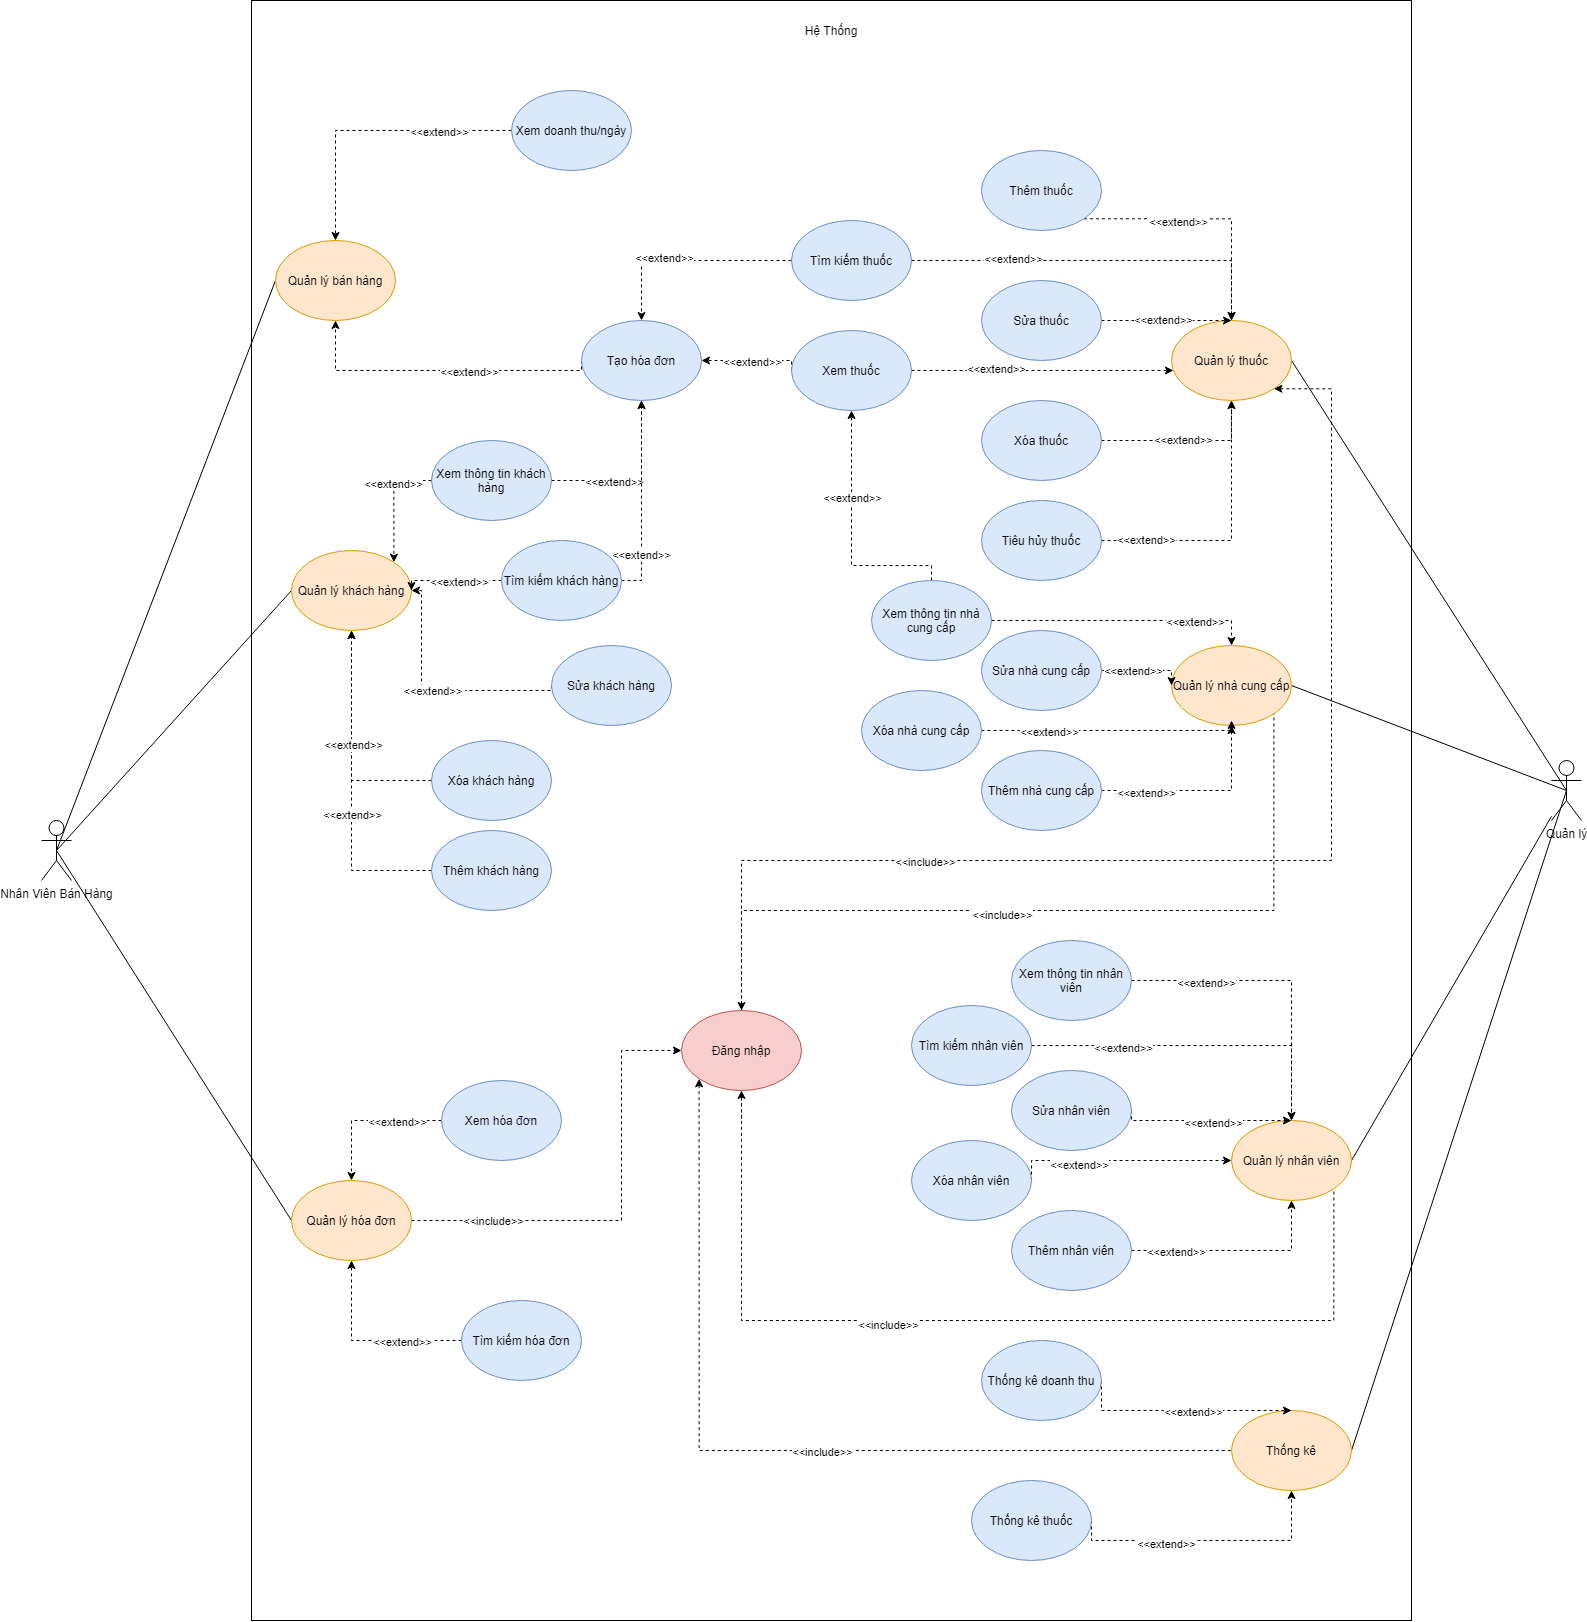 Hệ Thống
Xem doanh thu/ngày
<<extend>>
Thêm thuốc
<<extend>>
Tìm kiếm thuốc
<<extend>>
<<extend>>
Quản lý bán hàng
Sửa thuốc
<<extend>>
Tạo hóa đơn
<<extend>>
Xem thuốc
<<extend>>
Quản lý thuốc
<<extend>>
Xóa thuốc
<<extend>>
Xem thông tin khách
hàng
<<extend>>
<<extend>>
<<extend>>
Tiêu hủy thuốc
<<extend>>
<<extend>>
Tìm kiếm khách hàng
<<extend>>
Quản lý khách hàng
Xem thông tin nhà
cung cấp
<<extend>>
Sửa nhà cung cấp
<<extend>>
Quản lý nhà cung cấp
Sửa khách hàng
<<extend>>
Xóa nhà cung cấp
<<extend>>
<<extend>>
Xóa khách hàng
Thêm nhà cung cấp
<<extend>>
<<extend>>
Quản lý
Thêm khách hàng
<<include>>
Nhân Viên Bán Hàng
<<include>>
Xem thông tin nhân
viên
<<extend>>
Tìm kiếm nhân viên
<<extend>>
Đăng nhập
Sửa nhân viên
<<extend>>
Xem hóa đơn
<<extend>>
Quản lý nhân viên
<<extend>>
Xóa nhân viên
Quản lý hóa đơn
<<include>>
Thêm nhân viên
<<extend>>
<<include>>
Tìm kiếm hóa đơn
<<extend>>
Thống kê doanh thu
<<extend>>
Thống kê
<<include>>
Thống kê thuốc
<<extend>>